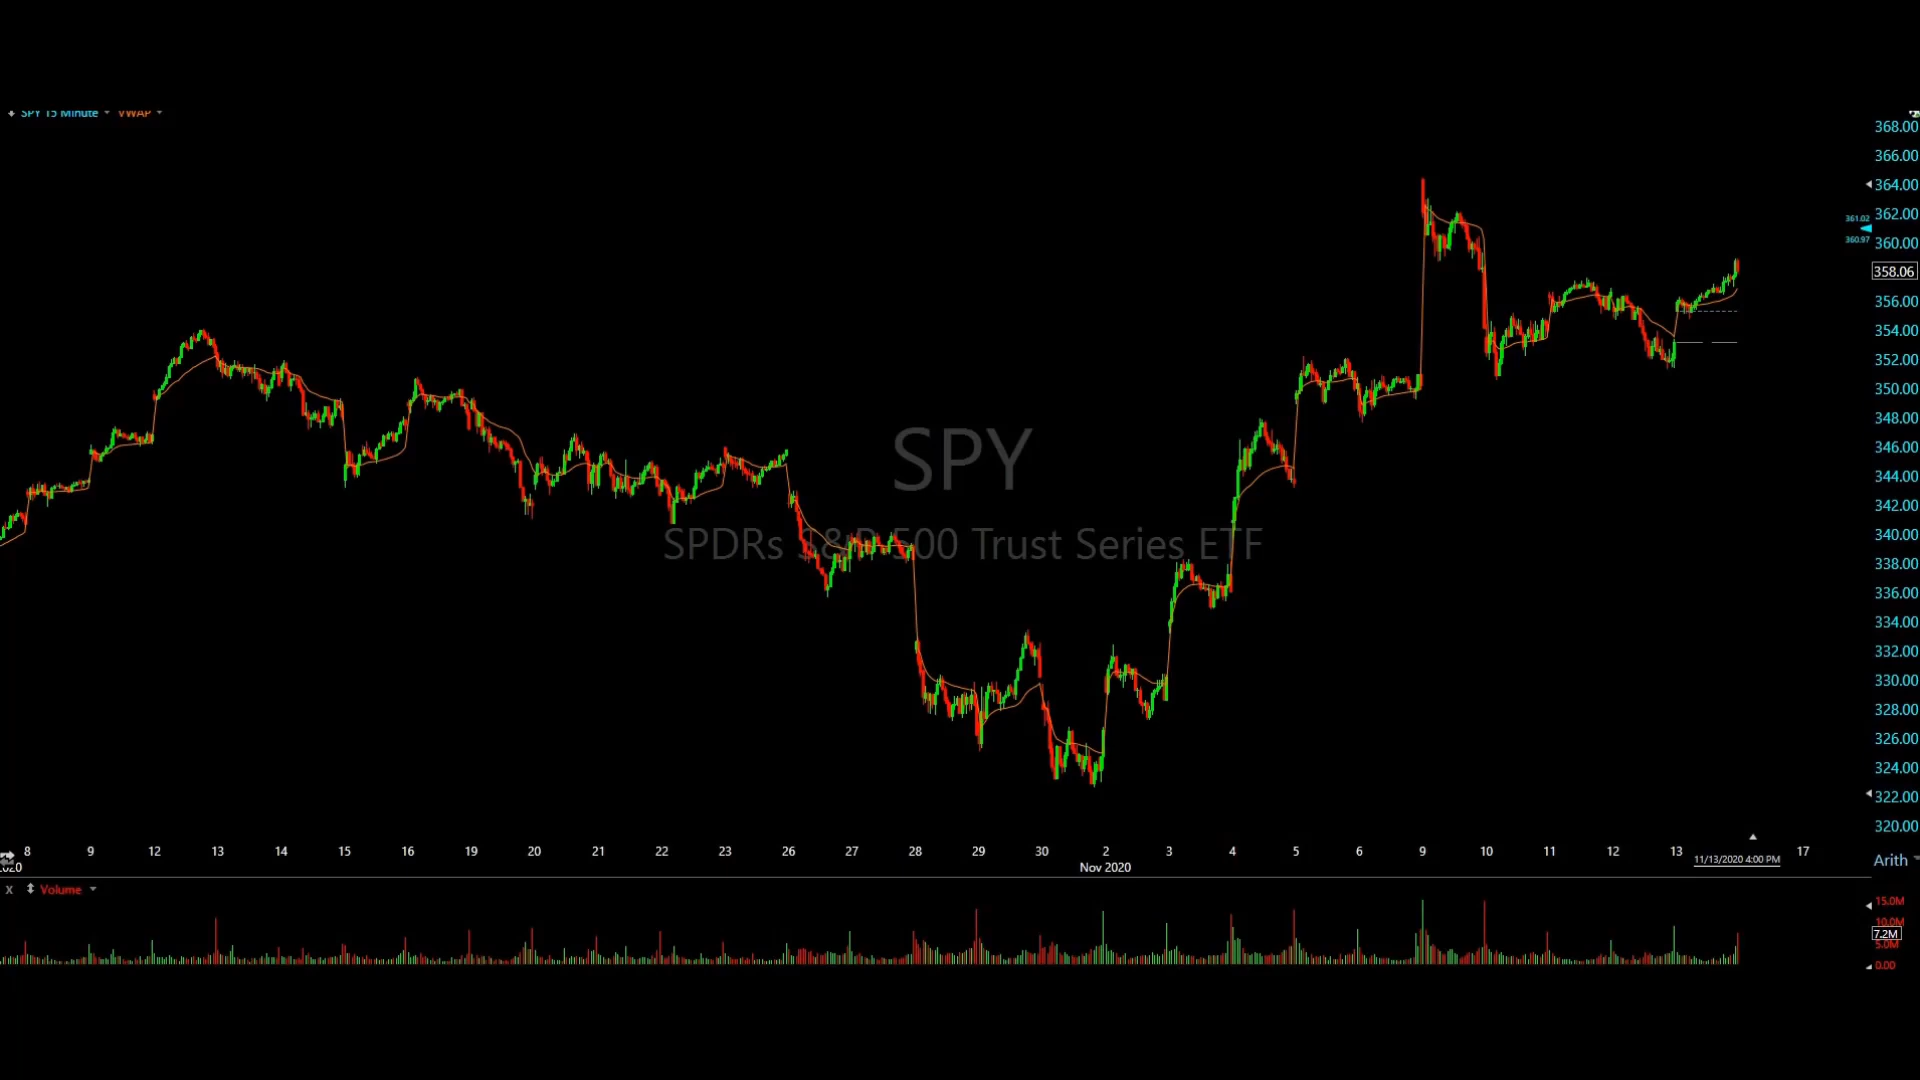 SPY 15 Minute VWAP
368.00
366.00
364.00
361.02
362.00
360.97
360.00
358.06
356.00
354.00
352.00
350.00
348.00
346.00
344.00
342.00
340.00
338.00
336.00
334.00
332.00
330.00
328.00
326.00
324.00
322.00
320.00
SPY
SPDRs S&P 500 Trust Series ETF
8 9 12 13 14 15 16 19 20 21 22 23 26 27 28 29 30 2 3 4 5 6 9 10 11 12 13 17
Nov 2020
11/13/2020 4:00 PM
Arith
X Volume
15.0M
10.0M
7.2M
5.0M
0.00